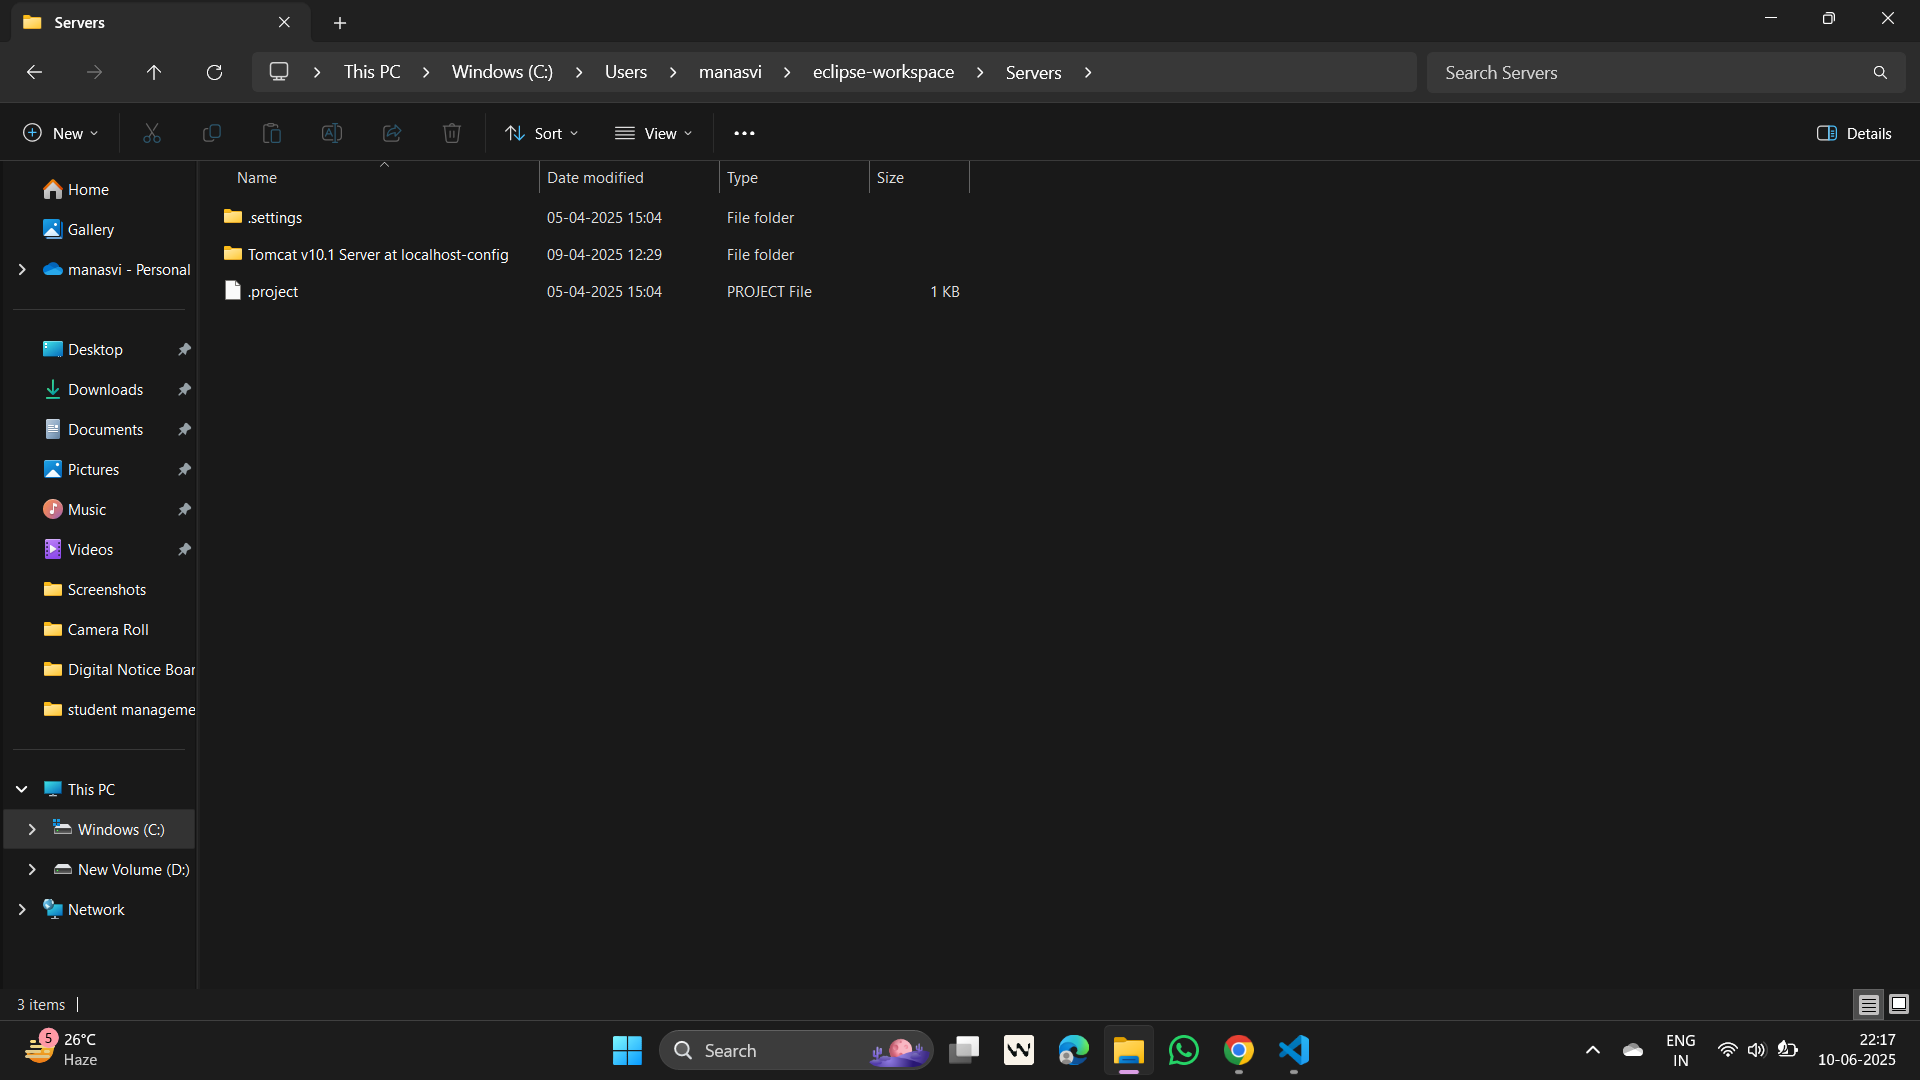 Servers
This PC
Windows (C:)
Users
manasvi
eclipse-workspace
Servers
Search Servers
New
Sort
View
Details
Name
Date modified
Type
Size
.settings
05-04-2025 15:04
File folder
Tomcat v10.1 Server at localhost-config
09-04-2025 12:29
File folder
.project
05-04-2025 15:04
PROJECT File
1 KB
Home
Gallery
manasvi - Personal
Desktop
Downloads
Documents
Pictures
Music
Videos
Screenshots
Camera Roll
Digital Notice Boar
student manageme
This PC
Windows (C:)
New Volume (D:)
Network
3 items
5
26°C
Haze
Search
ENG
IN
22:17
10-06-2025